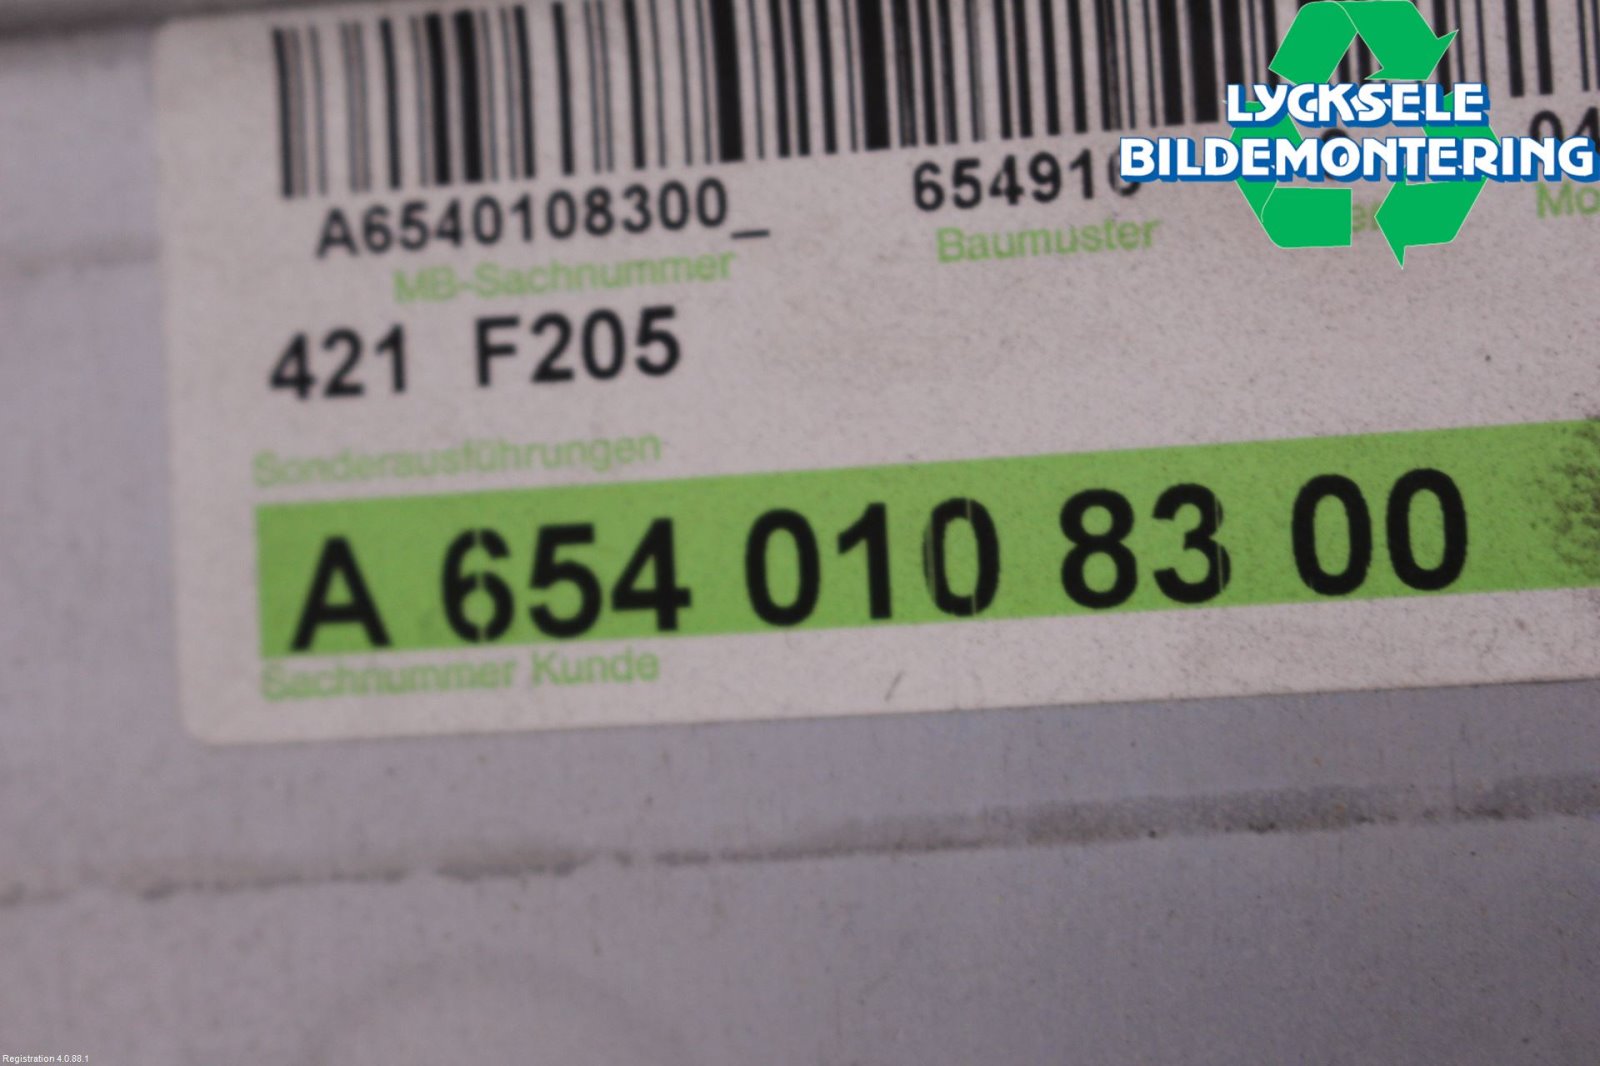 LYCKSELE
BILDEMONTERING
A6540108300_ 65491
MB-Sachnummer Baumuster
421 F205
Sonderausführungen
A 654 010 83 00
Sachnummer Kunde
Registration 4.0.88.1